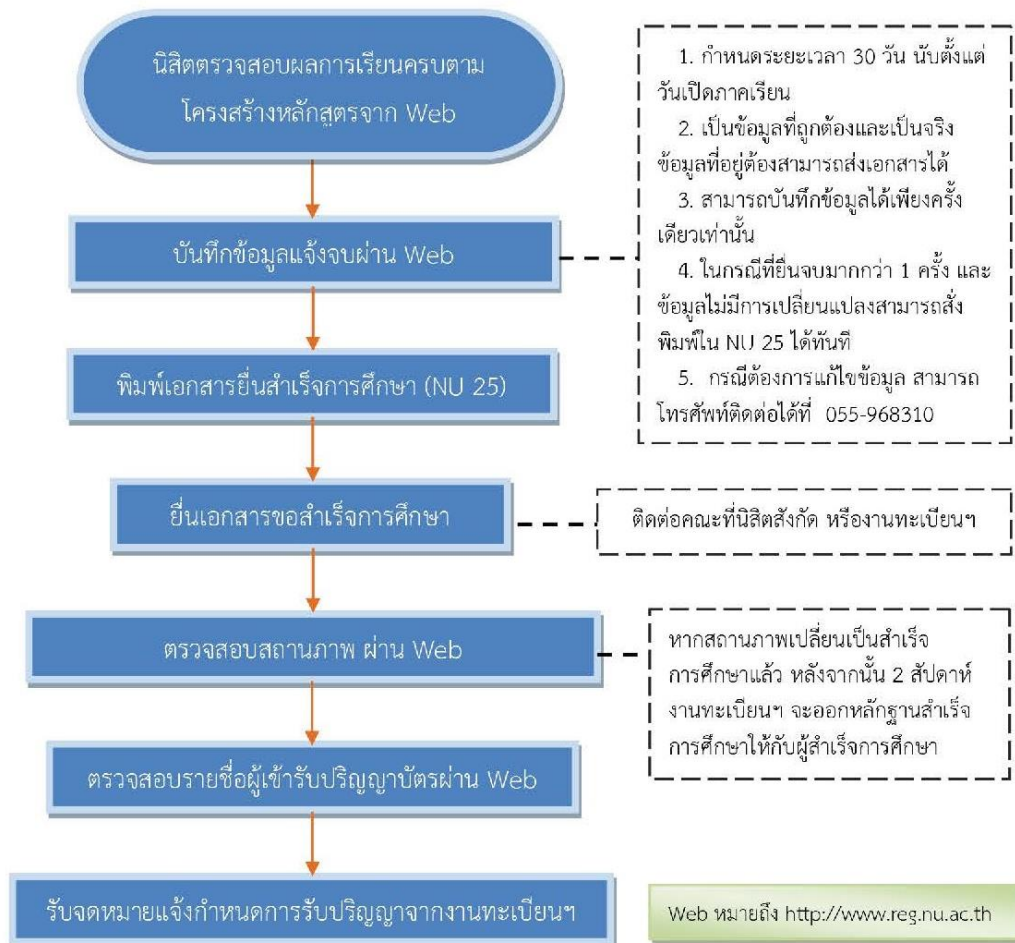 นิสิตตรวจสอบผลการเรียนครบตาม
โครงสร้างหลักสูตรจาก Web
บันทึกข้อมูลแจ้งจบผ่าน Web
1. กำหนดระยะเวลา 30 วัน นับตั้งแต่
วันเปิดภาคเรียน
2. เป็นข้อมูลที่ถูกต้องและเป็นจริง
ข้อมูลที่อยู่ต้องสามารถส่งเอกสารได้
3. สามารถบันทึกข้อมูลได้เพียงครั้ง
เดียวเท่านั้น
4. ในกรณีที่ยื่นจบมากกว่า 1 ครั้ง และ
ข้อมูลไม่มีการเปลี่ยนแปลงสามารถสั่ง
พิมพ์ใน NU 25 ได้ทันที
5. กรณีต้องการแก้ไขข้อมูล สามารถ
โทรศัพท์ติดต่อได้ที่ 055-968310
พิมพ์เอกสารยื่นสำเร็จการศึกษา (NU 25)
ยื่นเอกสารขอสำเร็จการศึกษา
ติดต่อคณะที่นิสิตสังกัด หรืองานทะเบียนฯ
ตรวจสอบสถานภาพ ผ่าน Web
หากสถานภาพเปลี่ยนเป็นสำเร็จ
การศึกษาแล้ว หลังจากนั้น 2 สัปดาห์
งานทะเบียนฯ จะออกหลักฐานสำเร็จ
การศึกษาให้กับผู้สำเร็จการศึกษา
ตรวจสอบรายชื่อผู้เข้ารับปริญญาบัตรผ่าน Web
รับจดหมายแจ้งกำหนดการรับปริญญาจากงานทะเบียนฯ
Web หมายถึง http://www.reg.nu.ac.th